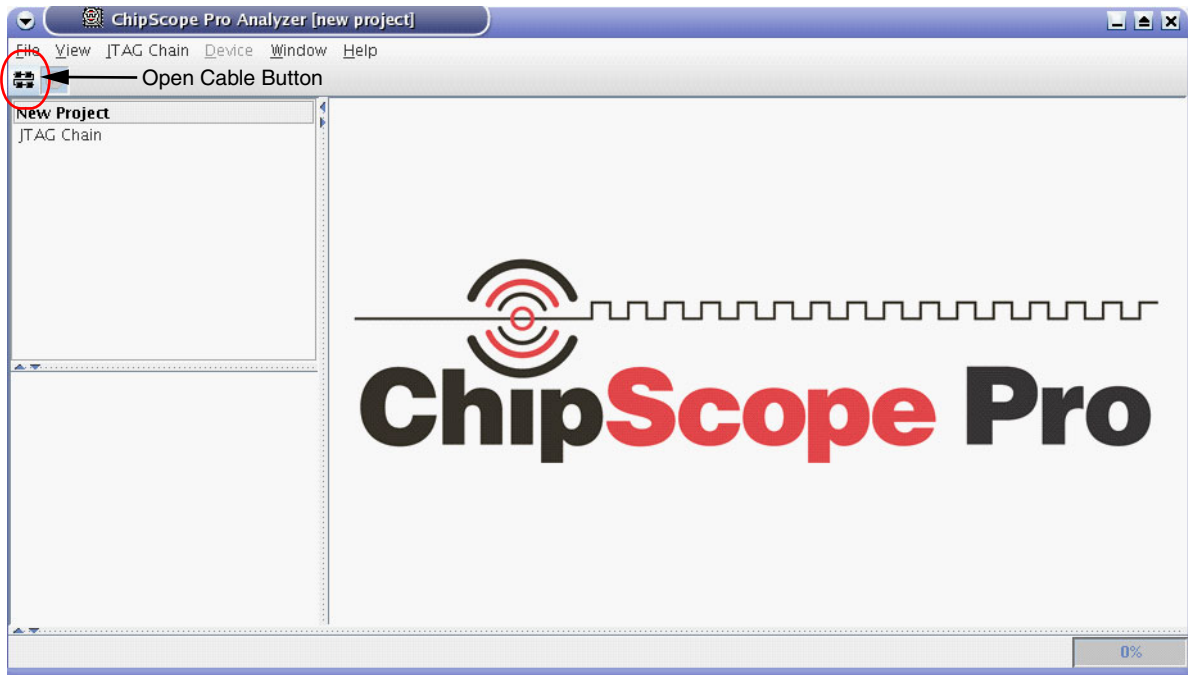 ChipScope Pro Analyzer [new project]
File View JTAG Chain Device Window Help
Open Cable Button
New Project
JTAG Chain
ChipScope Pro
0%